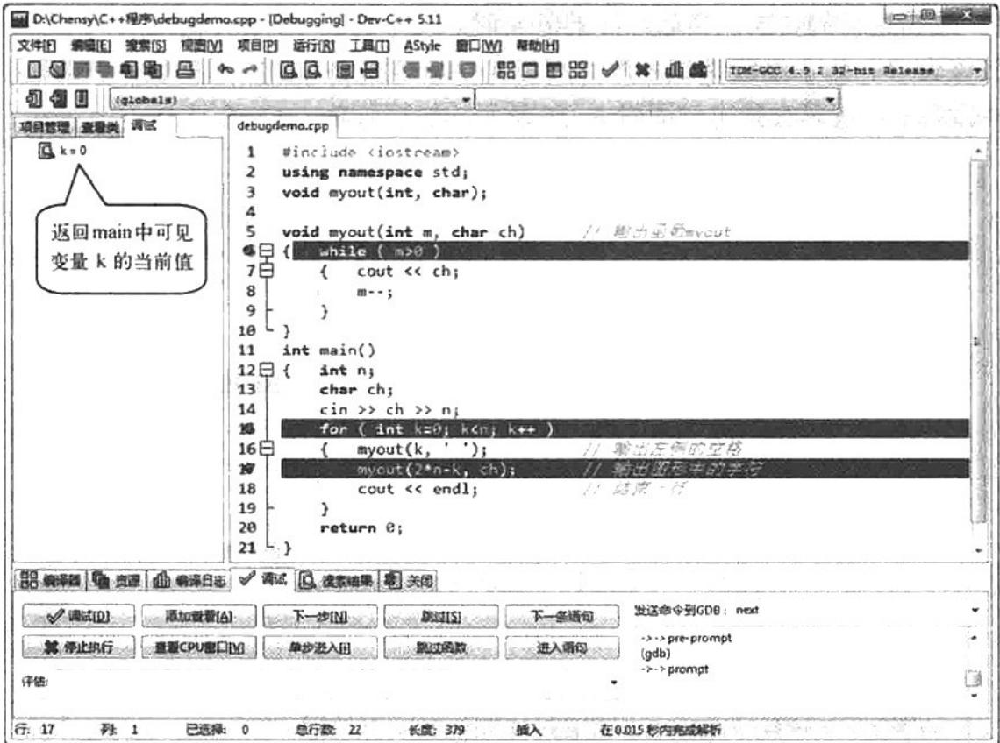 D:\Chensy\C++程序\debugdemo.cpp - [Debugging] - Dev-C++ 5.11
文件[F] 编辑[E] 搜索[S] 视图[V] 项目[P] 运行[R] 工具[T] AStyle 窗口[W] 帮助[H]
TDM-GCC 4.9.2 32-bit Release
(globals)
项目管理 查看类 调试
debugdemo.cpp
k = 0
返回main中可见
变量 k 的当前值
1 #include <iostream>
2 using namespace std;
3 void myout(int, char);
4
5 void myout(int m, char ch) // 输出函数myout
6 { while ( m>0 )
7 { cout << ch;
8 m--;
9 }
10 }
11 int main()
12 { int n;
13 char ch;
14 cin >> ch >> n;
15 for ( int k=0; k<n; k++ )
16 { myout(k, ' '); // 输出左侧的空格
17 myout(2*n-k, ch); // 输出图形中的字符
18 cout << endl; // 结束一行
19 }
20 return 0;
21 }
编译器 资源 编译日志 调试 搜索结果 关闭
调试[D] 添加查看[A] 下一步[N] 跳过[S] 下一条语句
发送命令到GDB: next
停止执行 查看CPU窗口[V] 单步进入[I] 跳过函数 进入语句
->->pre-prompt
(gdb)
->->prompt
评估:
行: 17 列: 1 已选择: 0 总行数: 22 长度: 379 插入 在 0.015 秒内完成解析